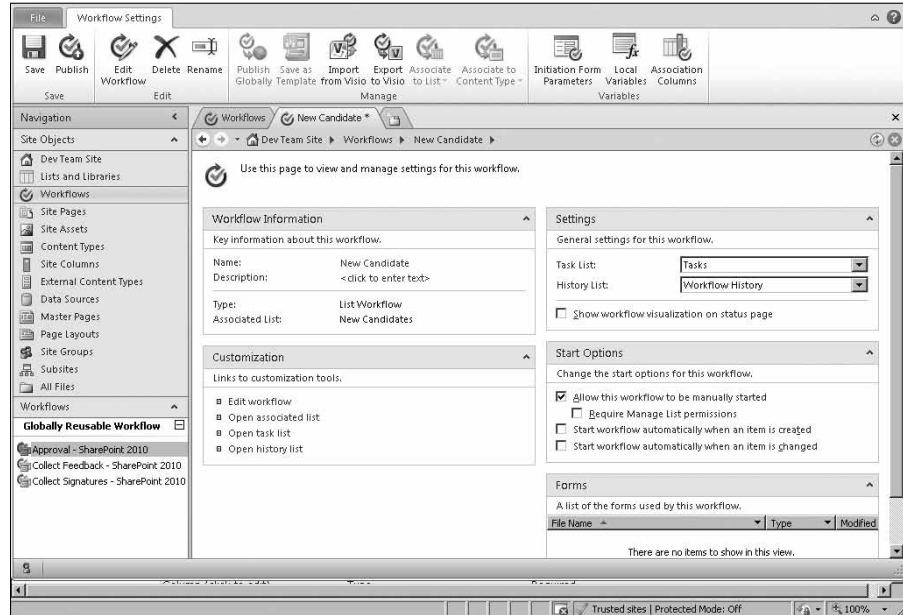 File Workflow Settings
Save Publish Edit Workflow Delete Rename Publish Globally Save as Template Import from Visio Export to Visio Associate to List Associate to Content Type Initiation Form Parameters Local Variables Association Columns
Save Edit Manage Variables
Navigation
Site Objects
Dev Team Site
Lists and Libraries
Workflows
Site Pages
Site Assets
Content Types
Site Columns
External Content Types
Data Sources
Master Pages
Page Layouts
Site Groups
Subsites
All Files
Workflows
Globally Reusable Workflow
Approval - SharePoint 2010
Collect Feedback - SharePoint 2010
Collect Signatures - SharePoint 2010
Workflows New Candidate *
Dev Team Site Workflows New Candidate
Use this page to view and manage settings for this workflow.
Workflow Information
Key information about this workflow.
Name: New Candidate
Description: <click to enter text>
Type: List Workflow
Associated List: New Candidates
Customization
Links to customization tools.
Edit workflow
Open associated list
Open task list
Open history list
Settings
General settings for this workflow.
Task List: Tasks
History List: Workflow History
Show workflow visualization on status page
Start Options
Change the start options for this workflow.
Allow this workflow to be manually started
Require Manage List permissions
Start workflow automatically when an item is created
Start workflow automatically when an item is changed
Forms
A list of the forms used by this workflow.
File Name Type Modified
There are no items to show in this view.
Trusted sites | Protected Mode: Off 100%